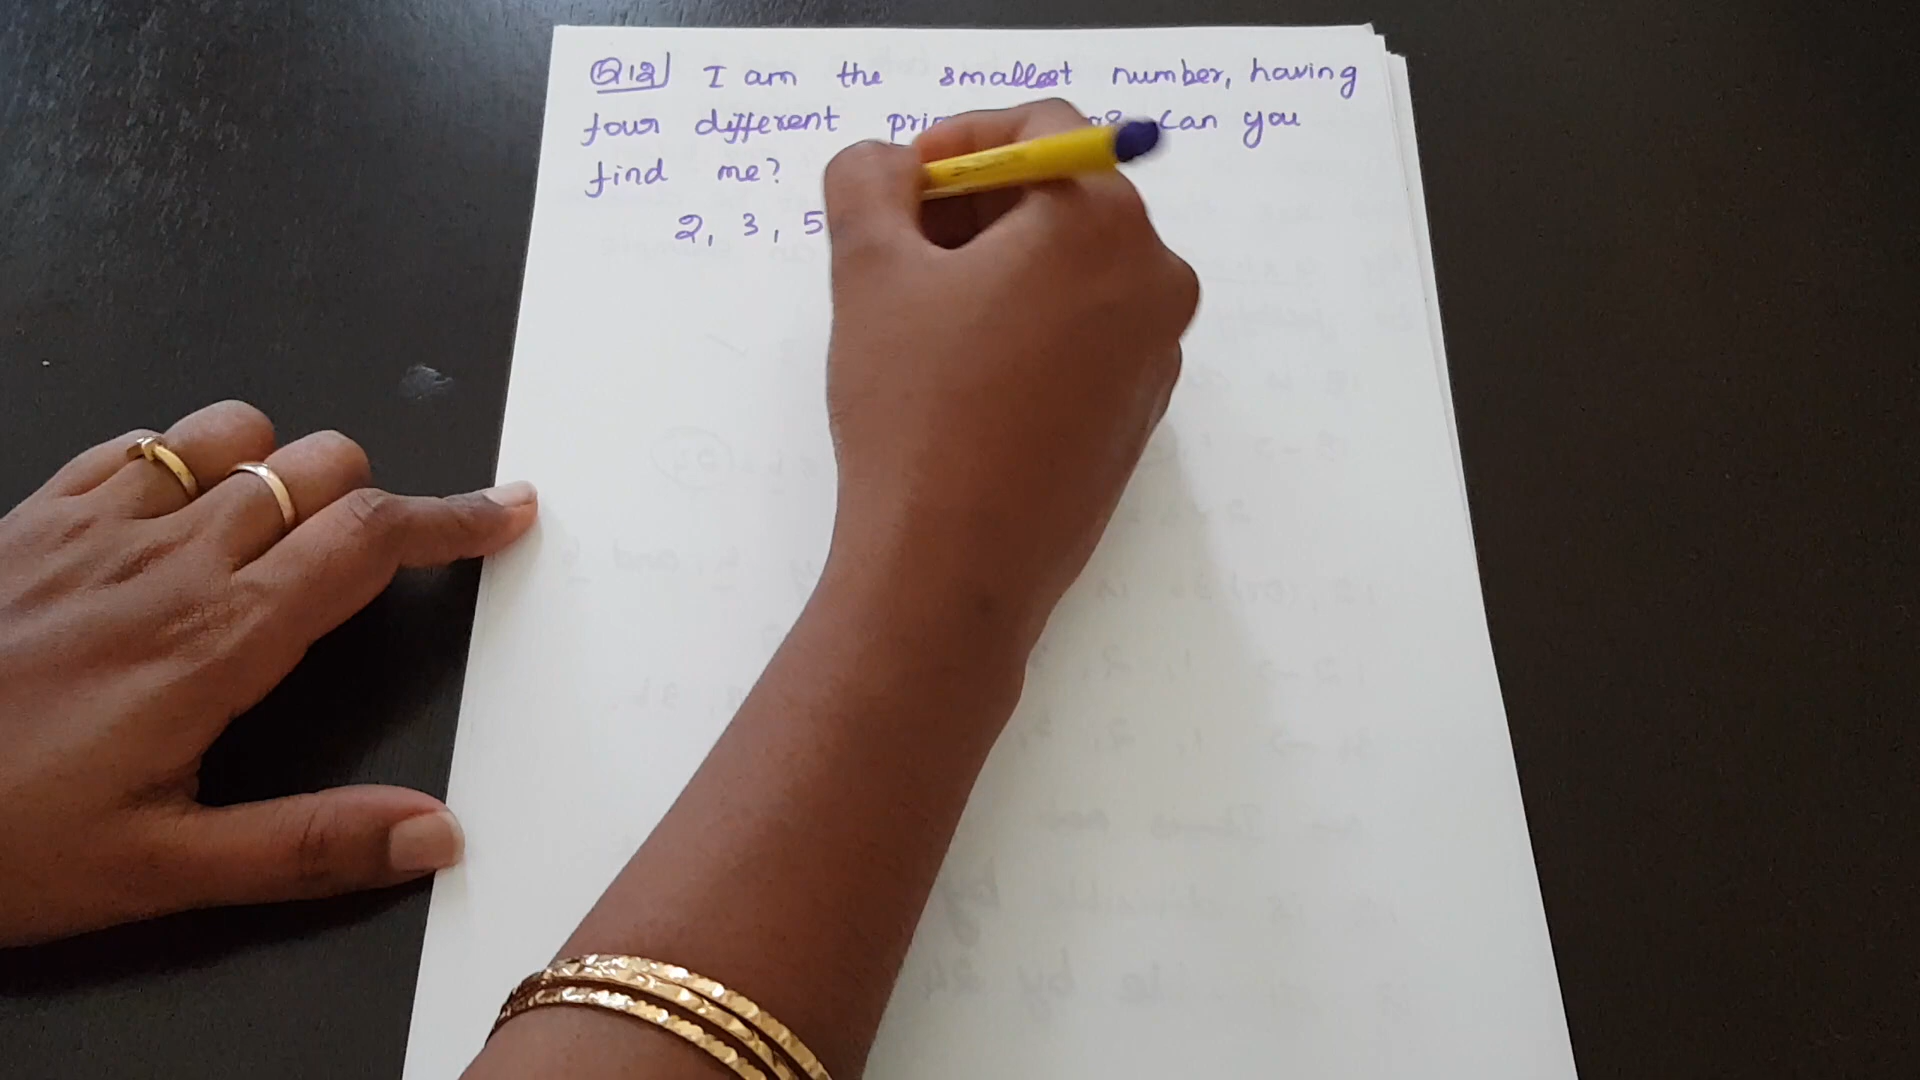 Q12) I am the smallest number, having
four different can you
find me?
2, 3, 5